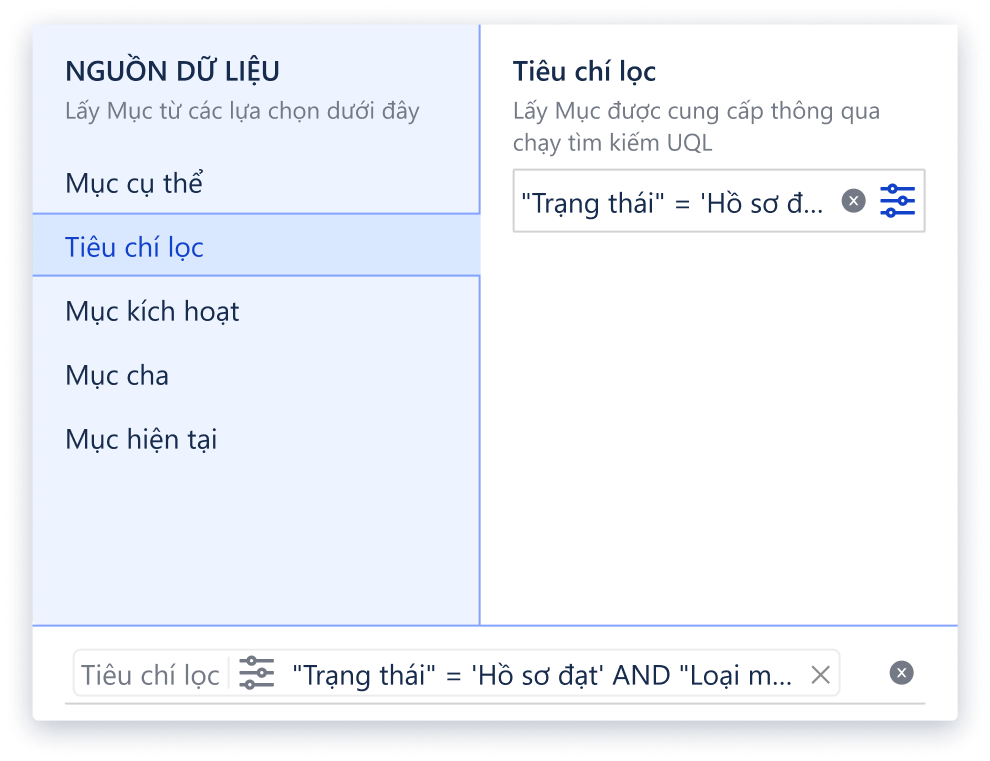 NGUỒN DỮ LIỆU
Lấy Mục từ các lựa chọn dưới đây
Mục cụ thể
Tiêu chí lọc
Mục kích hoạt
Mục cha
Mục hiện tại
Tiêu chí lọc
Lấy Mục được cung cấp thông qua
chạy tìm kiếm UQL
"Trạng thái" = 'Hồ sơ đ...
Tiêu chí lọc "Trạng thái" = 'Hồ sơ đạt' AND "Loại m...